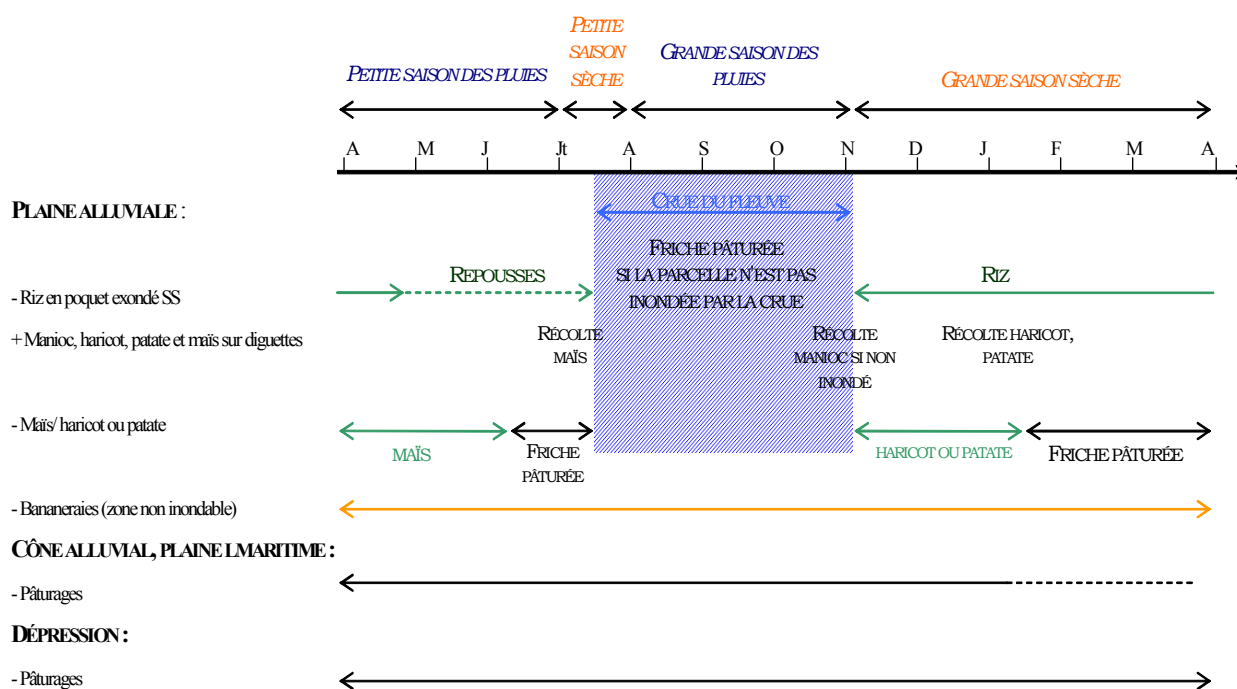 PETITE
SAISON
SÈCHE
GRANDE SAISON DES
PLUIES
PETITE SAISON DES PLUIES
GRANDE SAISON SÈCHE
A M J Jt A S O N D J F M A
PLAINE ALLUVIALE :
CRUE DU FLEUVE
FRICHE PÂTURÉE
SI LA PARCELLE N'EST PAS
INONDÉE PAR LA CRUE
REPOUSSES
RIZ
- Riz en poquet exondé SS
+ Manioc, haricot, patate et maïs sur diguettes
RÉCOLTE
MAÏS
RÉCOLTE
MANIOC SI NON
INONDÉ
RÉCOLTE HARICOT,
PATATE
- Maïs/ haricot ou patate
MAÏS
FRICHE
PÂTURÉE
HARICOT OU PATATE
FRICHE PÂTURÉE
- Bananeraies (zone non inondable)
CÔNE ALLUVIAL, PLAINE LMARITIME :
- Pâturages
DÉPRESSION :
- Pâturages